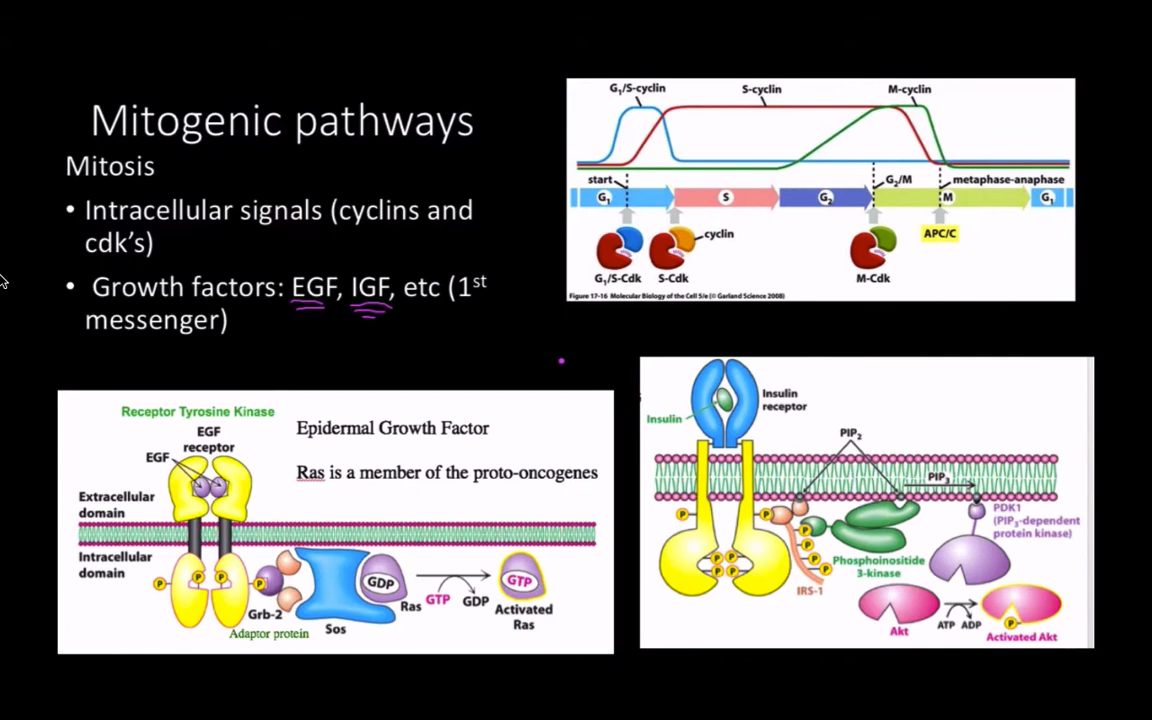 Mitogenic pathways
Mitosis
• Intracellular signals (cyclins and
cdk's)
• Growth factors: EGF, IGF, etc (1st
messenger)
G1/S-cyclin
S-cyclin
M-cyclin
start
G2/M
metaphase-anaphase
G1
S
G2
M
G1
cyclin
APC/C
G1/S-Cdk
S-Cdk
M-Cdk
Figure 17-16 Molecular Biology of the Cell 5/e (© Garland Science 2008)
Receptor Tyrosine Kinase
EGF
receptor
EGF
Epidermal Growth Factor
Ras is a member of the proto-oncogenes
Extracellular
domain
Intracellular
domain
P
P
P
P
GDP
GTP
Grb-2
Ras
GTP
GDP
Activated
Ras
Adaptor protein
Sos
Insulin
receptor
Insulin
PIP2
PIP3
P
P
PDK1
(PIP3-dependent
protein kinase)
P
P
P
P
P
P
P
P
Phosphoinositide
3-kinase
IRS-1
Akt
ATP
ADP
P
Activated Akt